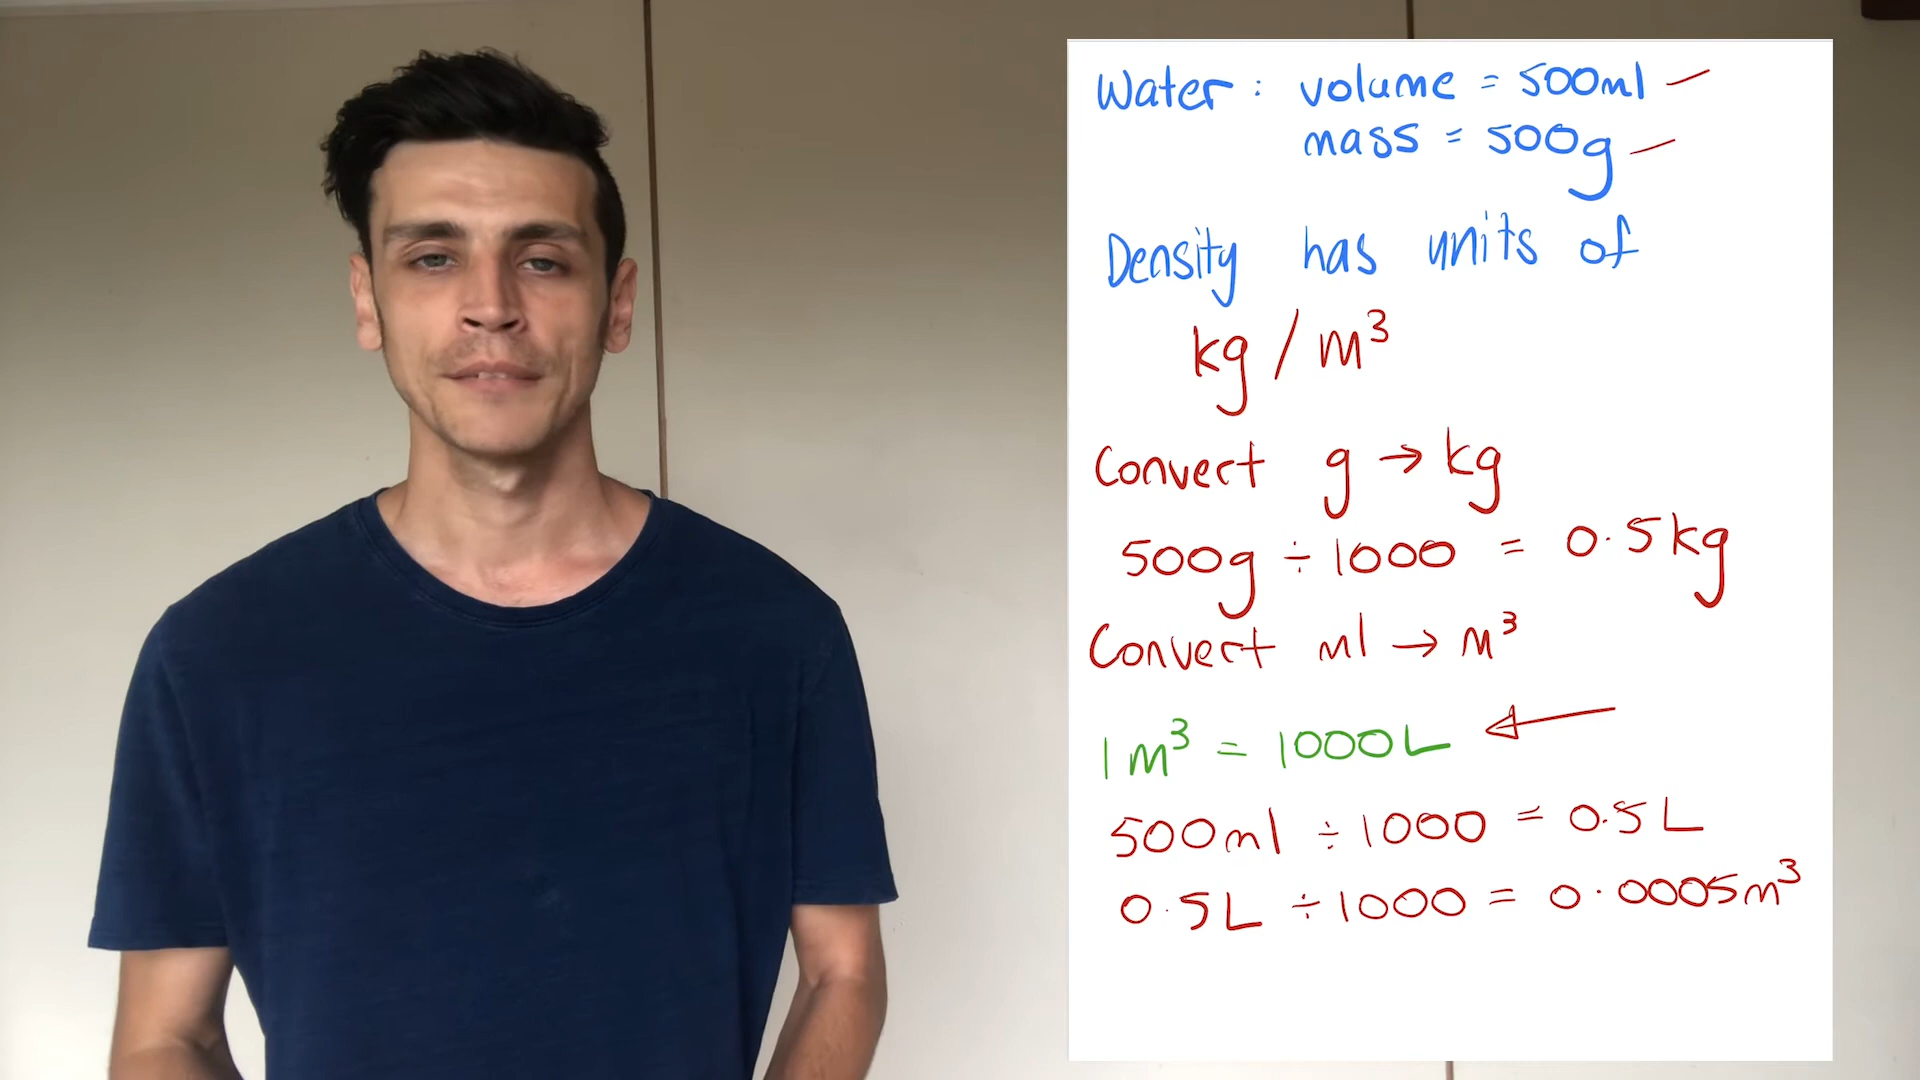 Water : volume = 500ml
mass = 500g
Density has units of
kg / m³
Convert g → kg
500g ÷ 1000 = 0.5kg
Convert ml → m³
1m³ = 1000L
500ml ÷ 1000 = 0.5L
0.5L ÷ 1000 = 0.0005m³